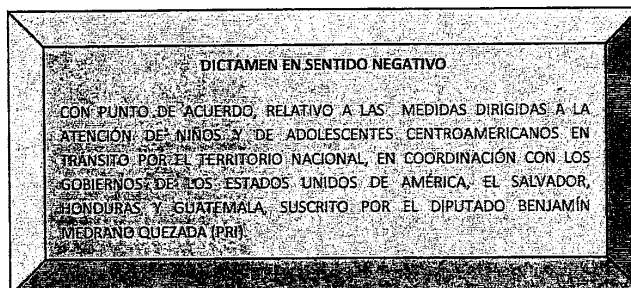 DICTAMEN EN SENTIDO NEGATIVO
CON PUNTO DE ACUERDO, RELATIVO A LAS MEDIDAS DIRIGIDAS A LA
ATENCIÓN DE NIÑOS Y DE ADOLESCENTES CENTROAMERICANOS EN
TRÁNSITO POR EL TERRITORIO NACIONAL, EN COORDINACIÓN CON LOS
GOBIERNOS DE LOS ESTADOS UNIDOS DE AMÉRICA, EL SALVADOR,
HONDURAS Y GUATEMALA, SUSCRITO POR EL DIPUTADO BENJAMÍN
MEDRANO QUEZADA (PRI)